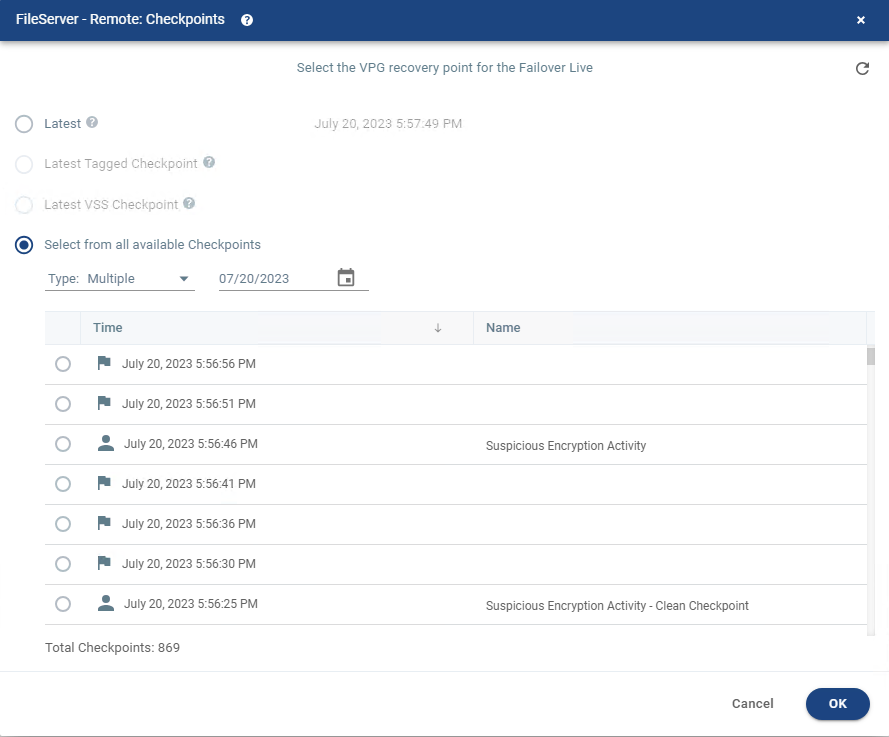 FileServer - Remote: Checkpoints ?
Select the VPG recovery point for the Failover Live
Latest ? July 20, 2023 5:57:49 PM
Latest Tagged Checkpoint ?
Latest VSS Checkpoint ?
Select from all available Checkpoints
Type: Multiple 07/20/2023
Time Name
July 20, 2023 5:56:56 PM
July 20, 2023 5:56:51 PM
July 20, 2023 5:56:46 PM Suspicious Encryption Activity
July 20, 2023 5:56:41 PM
July 20, 2023 5:56:36 PM
July 20, 2023 5:56:30 PM
July 20, 2023 5:56:25 PM Suspicious Encryption Activity - Clean Checkpoint
Total Checkpoints: 869
Cancel OK